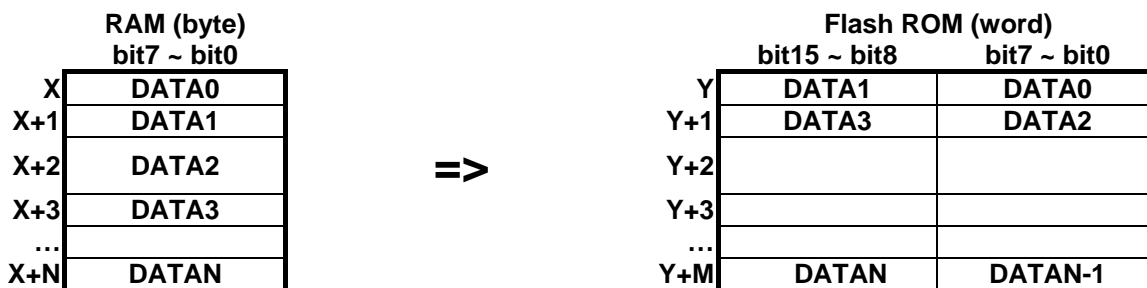 RAM (byte) Flash ROM (word)
bit7 ~ bit0 bit15 ~ bit8 bit7 ~ bit0
X DATA0 Y DATA1 DATA0
X+1 DATA1 Y+1 DATA3 DATA2
X+2 DATA2 => Y+2
X+3 DATA3 Y+3
… …
X+N DATAN Y+M DATAN DATAN-1